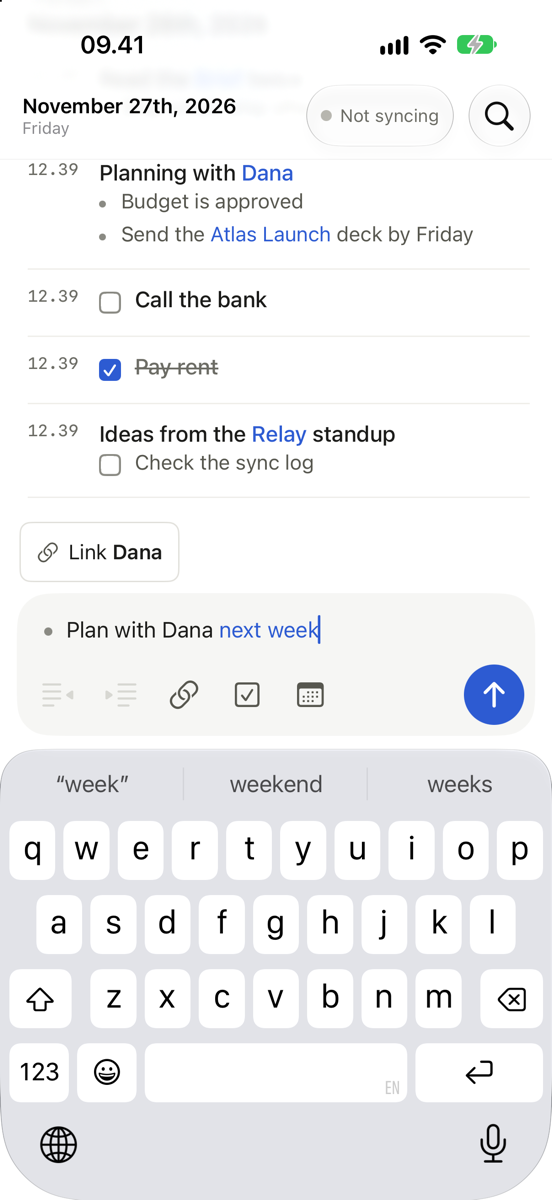 09.41
November 27th, 2026
Friday
Not syncing
12.39 Planning with Dana
Budget is approved
Send the Atlas Launch deck by Friday
12.39 Call the bank
12.39 Pay rent
12.39 Ideas from the Relay standup
Check the sync log
Link Dana
Plan with Dana next week
“week” weekend weeks
q w e r t y u i o p
a s d f g h j k l
z x c v b n m
123 EN